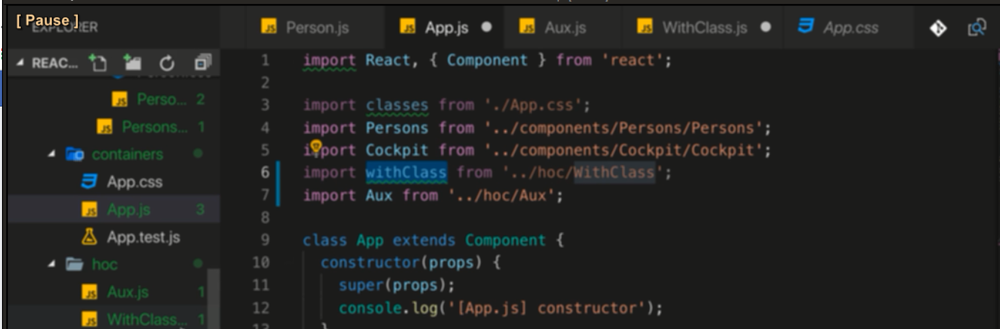 [ Pause ]
EXPLORER
Person.js
App.js
Aux.js
WithClass.js
App.css
REAC...
Perso... 2
Persons... 1
containers
App.css
App.js 3
App.test.js
hoc
Aux.js 1
WithClass... 1
1 import React, { Component } from 'react';
2
3 import classes from './App.css';
4 import Persons from '../components/Persons/Persons';
5 import Cockpit from '../components/Cockpit/Cockpit';
6 import withClass from '../hoc/WithClass';
7 import Aux from '../hoc/Aux';
8
9 class App extends Component {
10 constructor(props) {
11 super(props);
12 console.log('[App.js] constructor');
13 }